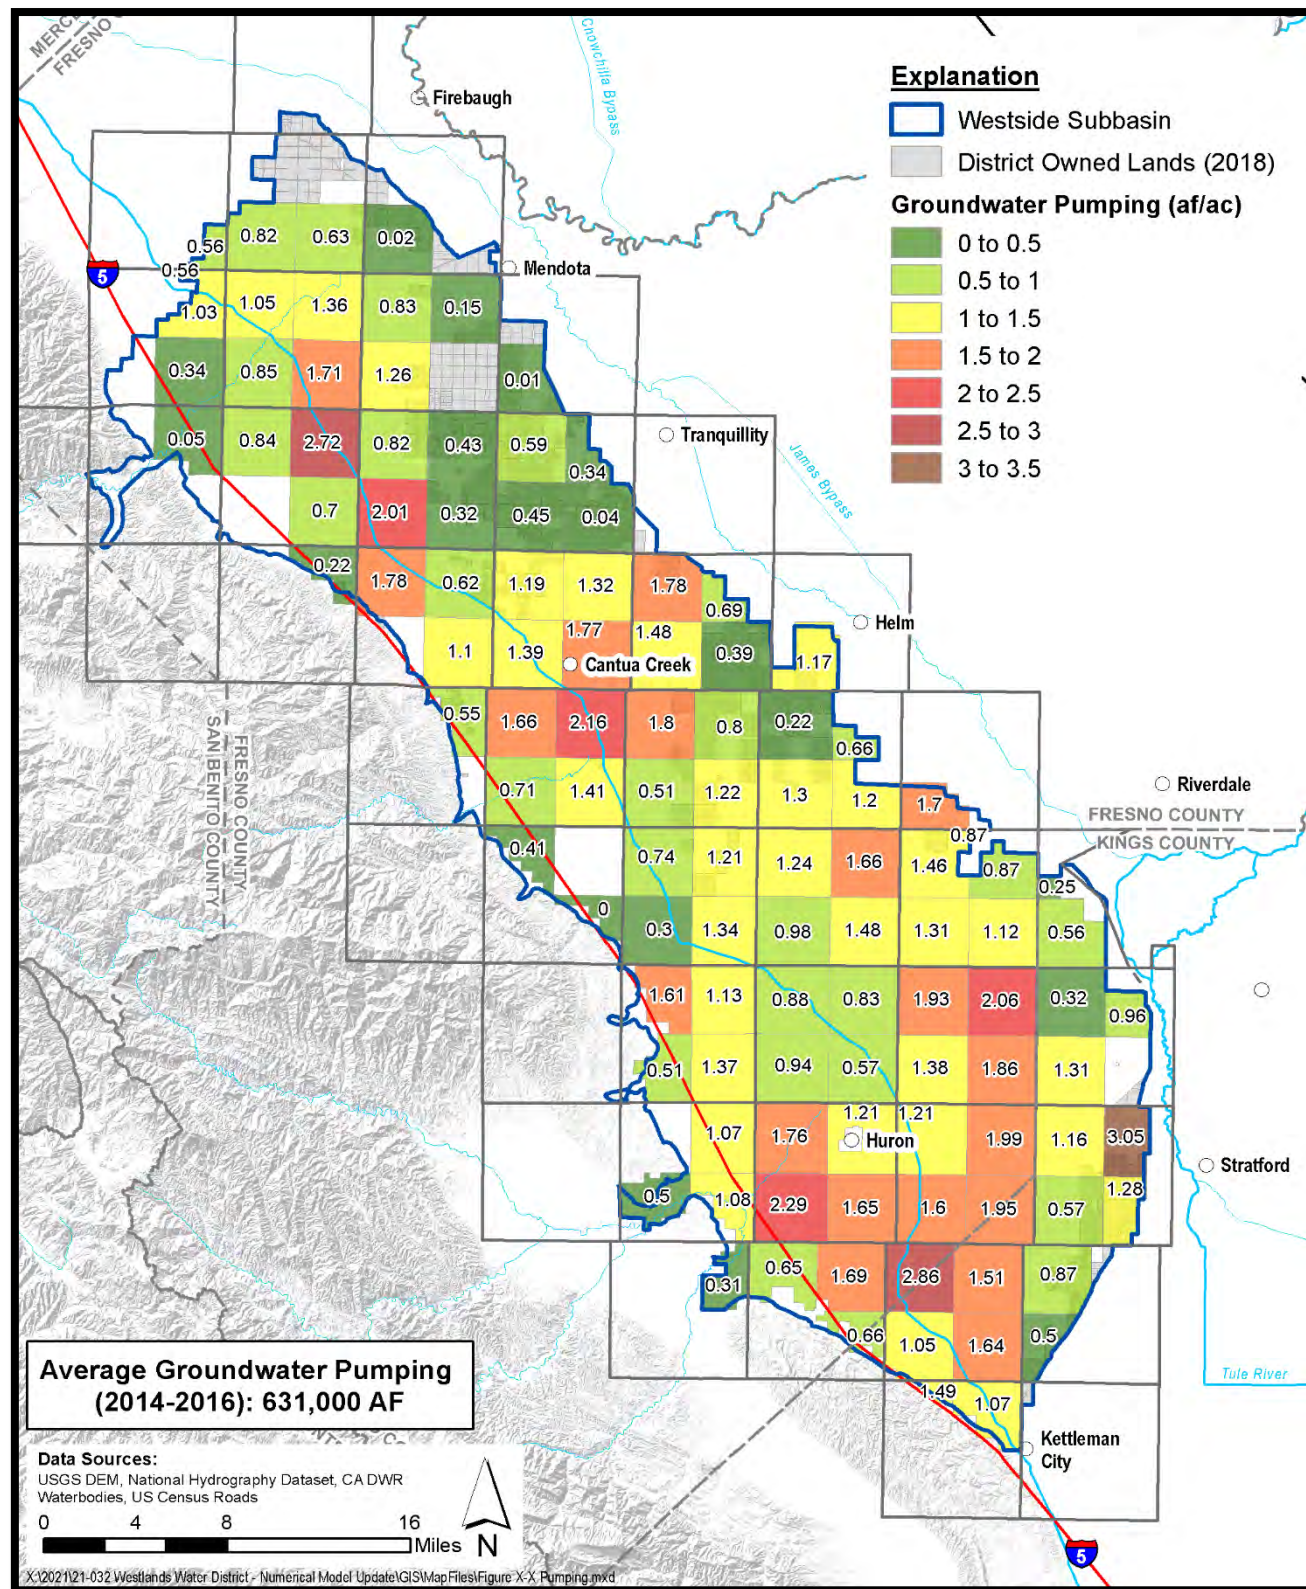 MERCED
FRESNO CO
Firebaugh
Chowchilla Bypass
Explanation
Westside Subbasin
District Owned Lands (2018)
Groundwater Pumping (af/ac)
0 to 0.5
0.5 to 1
1 to 1.5
1.5 to 2
2 to 2.5
2.5 to 3
3 to 3.5
0.56 0.82 0.63 0.02
0.56
5
Mendota
1.03 1.05 1.36 0.83 0.15
0.34 0.85 1.71 1.26 0.01
0.05 0.84 2.72 0.82 0.43 0.59
0.34
Tranquillity
James Bypass
0.7 2.01 0.32 0.45 0.04
0.22 1.78 0.62 1.19 1.32 1.78
0.69
Helm
1.1 1.39 1.77 1.48 0.39 1.17
Cantua Creek
0.55 1.66 2.16 1.8 0.8 0.22
0.66
FRESNO COUNTY
SAN BENITO COUNTY
0.71 1.41 0.51 1.22 1.3 1.2 1.7
Riverdale
FRESNO COUNTY
KINGS COUNTY
0.87
0.41 0.74 1.21 1.24 1.66 1.46 0.87
0.25
0 0.3 1.34 0.98 1.48 1.31 1.12 0.56
1.61 1.13 0.88 0.83 1.93 2.06 0.32 0.96
0.51 1.37 0.94 0.57 1.38 1.86 1.31
1.07 1.76 1.21 1.21 1.99 1.16 3.05
Huron
Stratford
0.5 1.08 2.29 1.65 1.6 1.95 0.57 1.28
0.31 0.65 1.69 2.86 1.51 0.87
0.66 1.05 1.64 0.5
Tule River
1.49 1.07
Kettleman
City
5
Average Groundwater Pumping
(2014-2016): 631,000 AF
Data Sources:
USGS DEM, National Hydrography Dataset, CA DWR
Waterbodies, US Census Roads
0 4 8 16
Miles
N
X:\2021\21-032 Westlands Water District - Numerical Model Update\GIS\MapFiles\Figure X-X Pumping.mxd